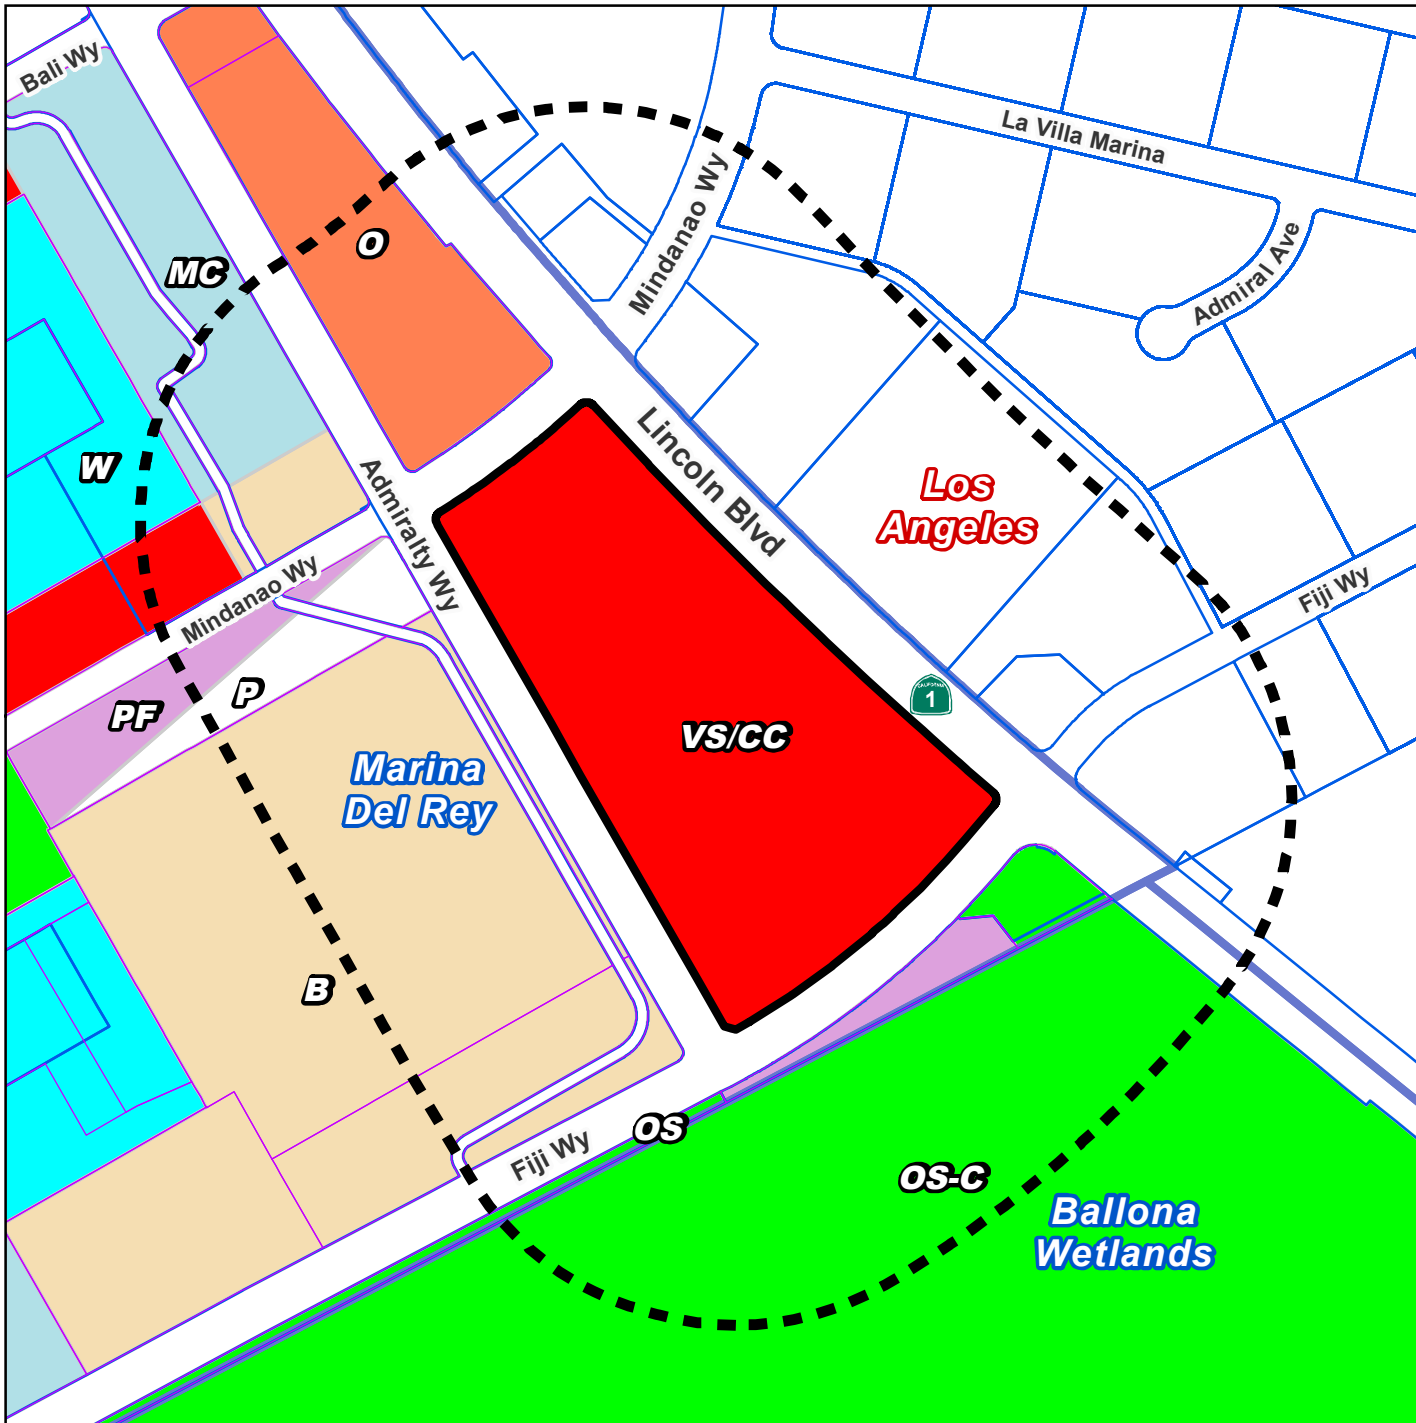 Bali Wy
La Villa Marina
Mindanao Wy
Admiral Ave
O
MC
W
Lincoln Blvd
Admiralty Wy
Los
Angeles
Mindanao Wy
Fiji Wy
P
PF
CALIFORNIA
1
VS/CC
Marina
Del Rey
B
OS
Fiji Wy
OS-C
Ballona
Wetlands